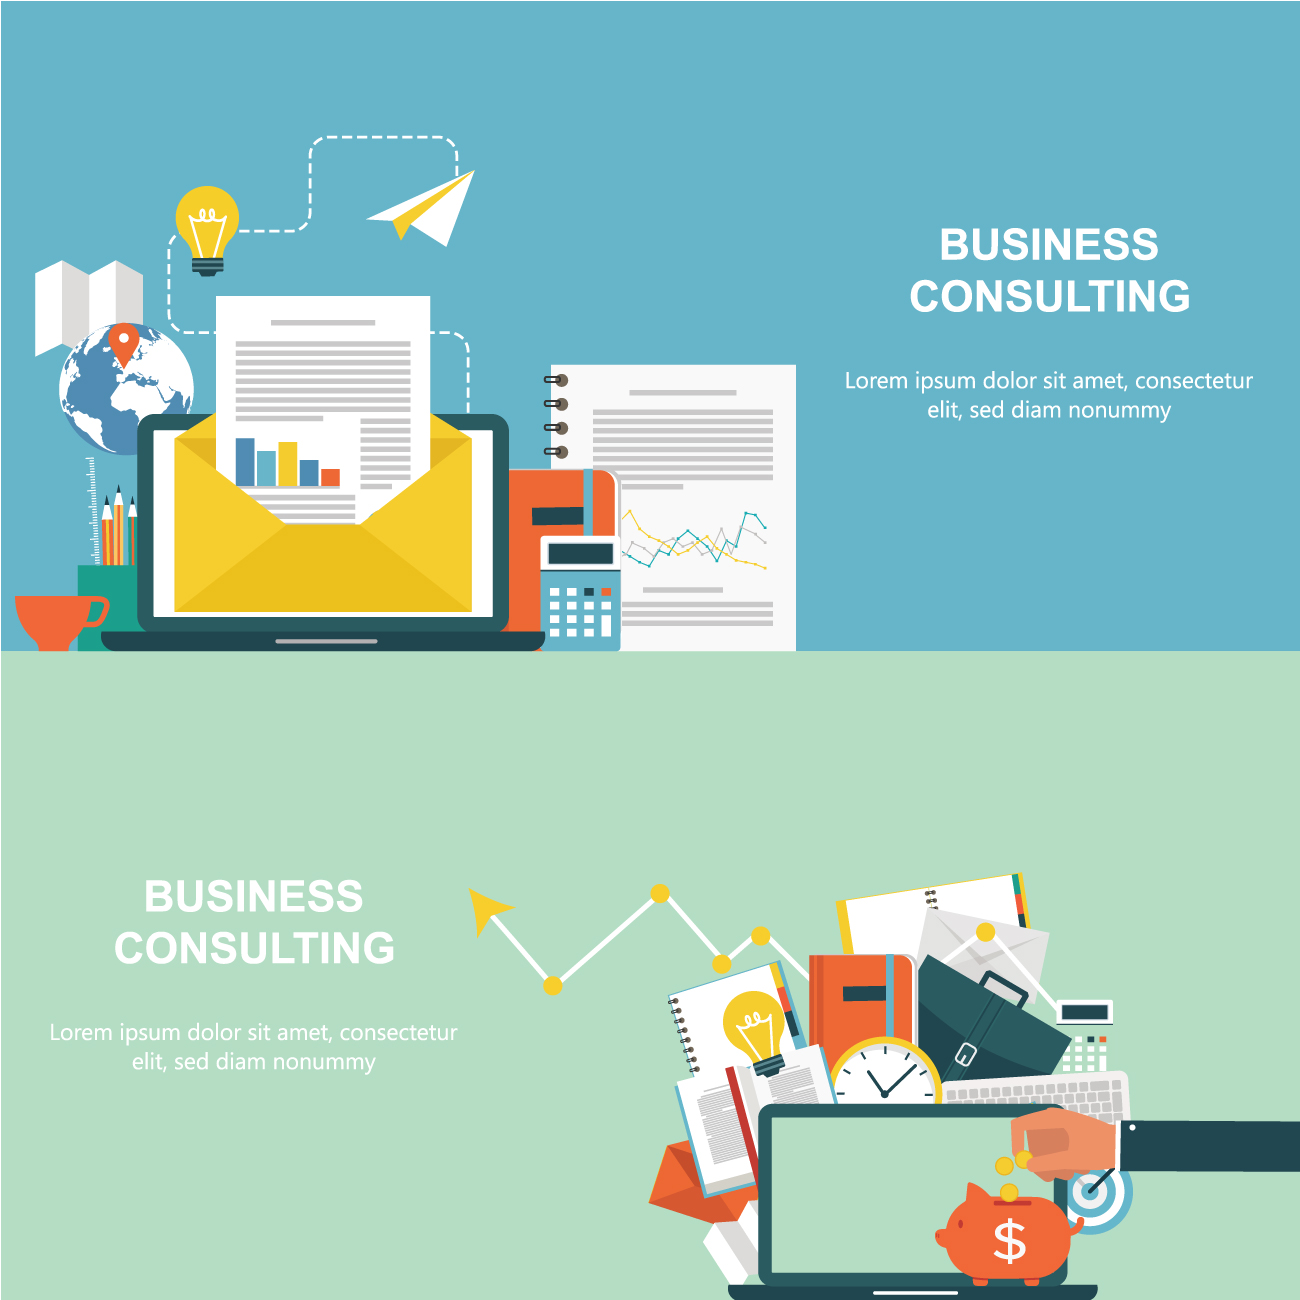 BUSINESS
CONSULTING
Lorem ipsum dolor sit amet, consectetur
elit, sed diam nonummy
BUSINESS
CONSULTING
Lorem ipsum dolor sit amet, consectetur
elit, sed diam nonummy
$